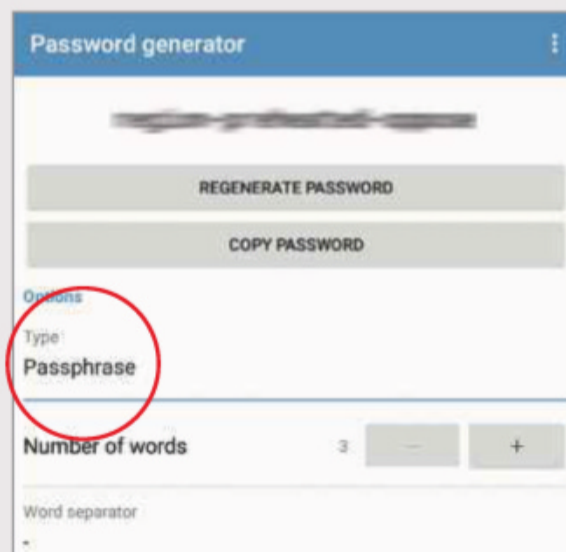 Password generator
REGENERATE PASSWORD
COPY PASSWORD
Options
Type
Passphrase
Number of words 3 — +
Word separator
-